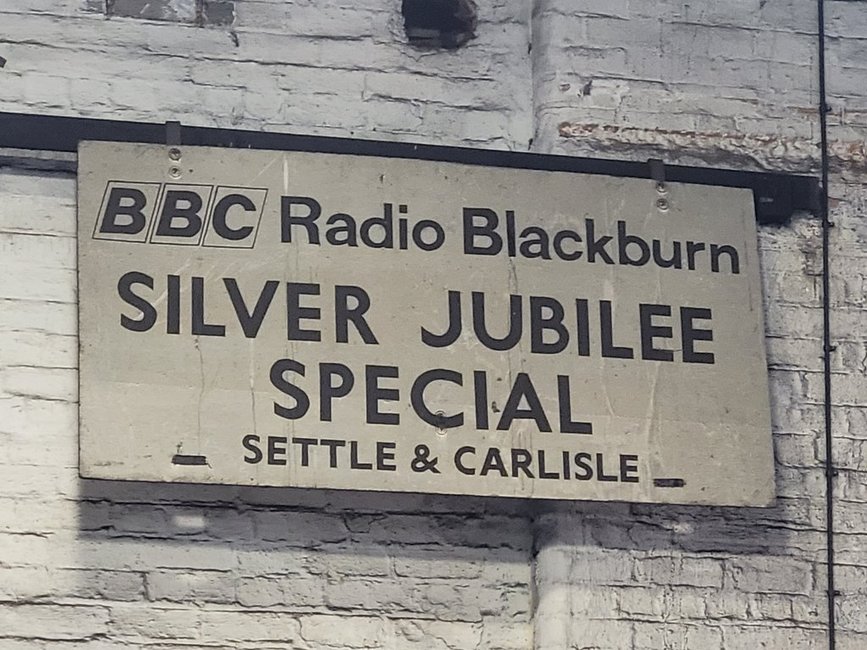 BBC Radio Blackburn
SILVER JUBILEE
SPECIAL
SETTLE & CARLISLE